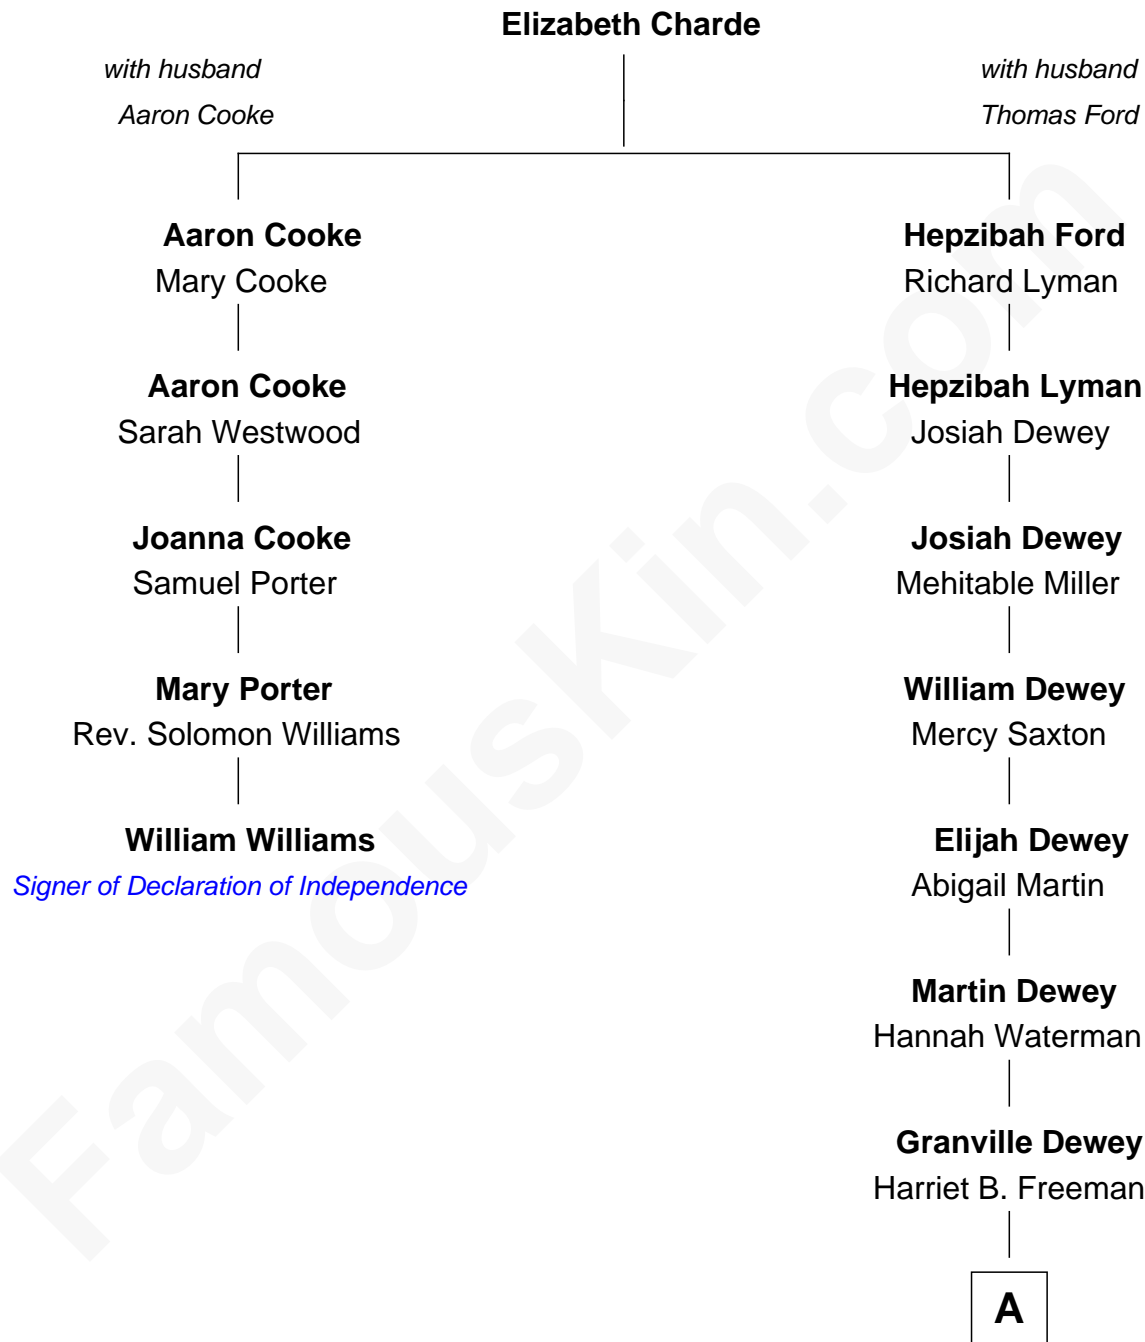 Elizabeth Charde
with husband
Aaron Cooke
with husband
Thomas Ford
Aaron Cooke
Mary Cooke
Aaron Cooke
Sarah Westwood
Joanna Cooke
Samuel Porter
Mary Porter
Rev. Solomon Williams
William Williams
Signer of Declaration of Independence
Hepzibah Ford
Richard Lyman
Hepzibah Lyman
Josiah Dewey
Josiah Dewey
Mehitable Miller
William Dewey
Mercy Saxton
Elijah Dewey
Abigail Martin
Martin Dewey
Hannah Waterman
Granville Dewey
Harriet B. Freeman
A
FamousKin.com